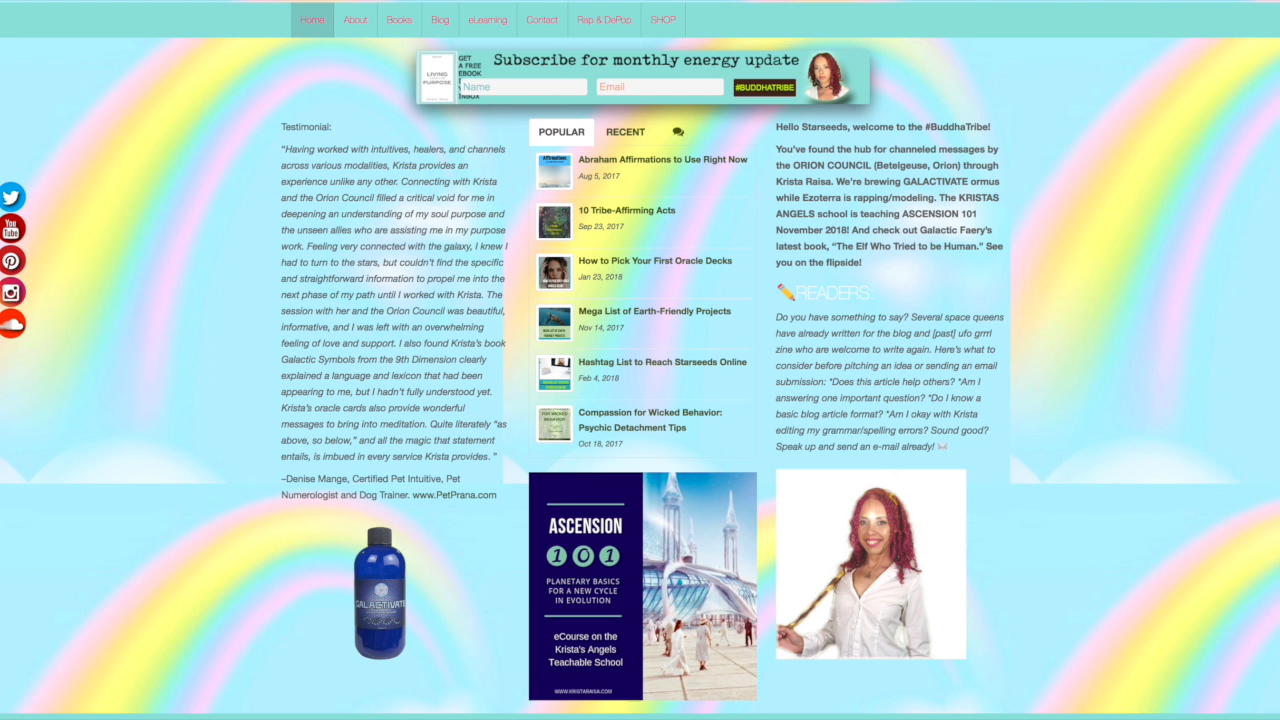 Home About Books Blog eLearning Contact Rap & DePop SHOP
GET
A FREE
EBOOK
INBOX
LIVING
PURPOSE
Subscribe for monthly energy update
Name Email #BUDDHATRIBE
Testimonial:
"Having worked with intuitives, healers, and channels
across various modalities, Krista provides an
experience unlike any other. Connecting with Krista
and the Orion Council filled a critical void for me in
deepening an understanding of my soul purpose and
the unseen allies who are assisting me in my purpose
work. Feeling very connected with the galaxy, I knew I
had to turn to the stars, but couldn't find the specific
and straightforward information to propel me into the
next phase of my path until I worked with Krista. The
session with her and the Orion Council was beautiful,
informative, and I was left with an overwhelming
feeling of love and support. I also found Krista's book
Galactic Symbols from the 9th Dimension clearly
explained a language and lexicon that had been
appearing to me, but I hadn't fully understood yet.
Krista's oracle cards also provide wonderful
messages to bring into meditation. Quite literally "as
above, so below," and all the magic that statement
entails, is imbued in every service Krista provides. "
–Denise Mange, Certified Pet Intuitive, Pet
Numerologist and Dog Trainer. www.PetPrana.com
GALACTIVATE
POPULAR RECENT
Affirmations
Abraham Affirmations to Use Right Now
Aug 5, 2017
10 Tribe-Affirming Acts
Sep 23, 2017
How to Pick Your First Oracle Decks
Jan 23, 2018
Mega List of Earth-Friendly Projects
Nov 14, 2017
Hashtag List to Reach Starseeds Online
Feb 4, 2018
FOR WICKED
BEHAVIOR
Compassion for Wicked Behavior:
Psychic Detachment Tips
Oct 18, 2017
ASCENSION
101
PLANETARY BASICS
FOR A NEW CYCLE
IN EVOLUTION
eCourse on the
Krista's Angels
Teachable School
WWW.KRISTARAISA.COM
Hello Starseeds, welcome to the #BuddhaTribe!
You've found the hub for channeled messages by
the ORION COUNCIL (Betelgeuse, Orion) through
Krista Raisa. We're brewing GALACTIVATE ormus
while Ezoterra is rapping/modeling. The KRISTAS
ANGELS school is teaching ASCENSION 101
November 2018! And check out Galactic Faery's
latest book, "The Elf Who Tried to be Human." See
you on the flipside!
✏️READERS:
Do you have something to say? Several space queens
have already written for the blog and [past] ufo grrrl
zine who are welcome to write again. Here's what to
consider before pitching an idea or sending an email
submission: *Does this article help others? *Am I
answering one important question? *Do I know a
basic blog article format? *Am I okay with Krista
editing my grammar/spelling errors? Sound good?
Speak up and send an e-mail already! 💌
You
Tube